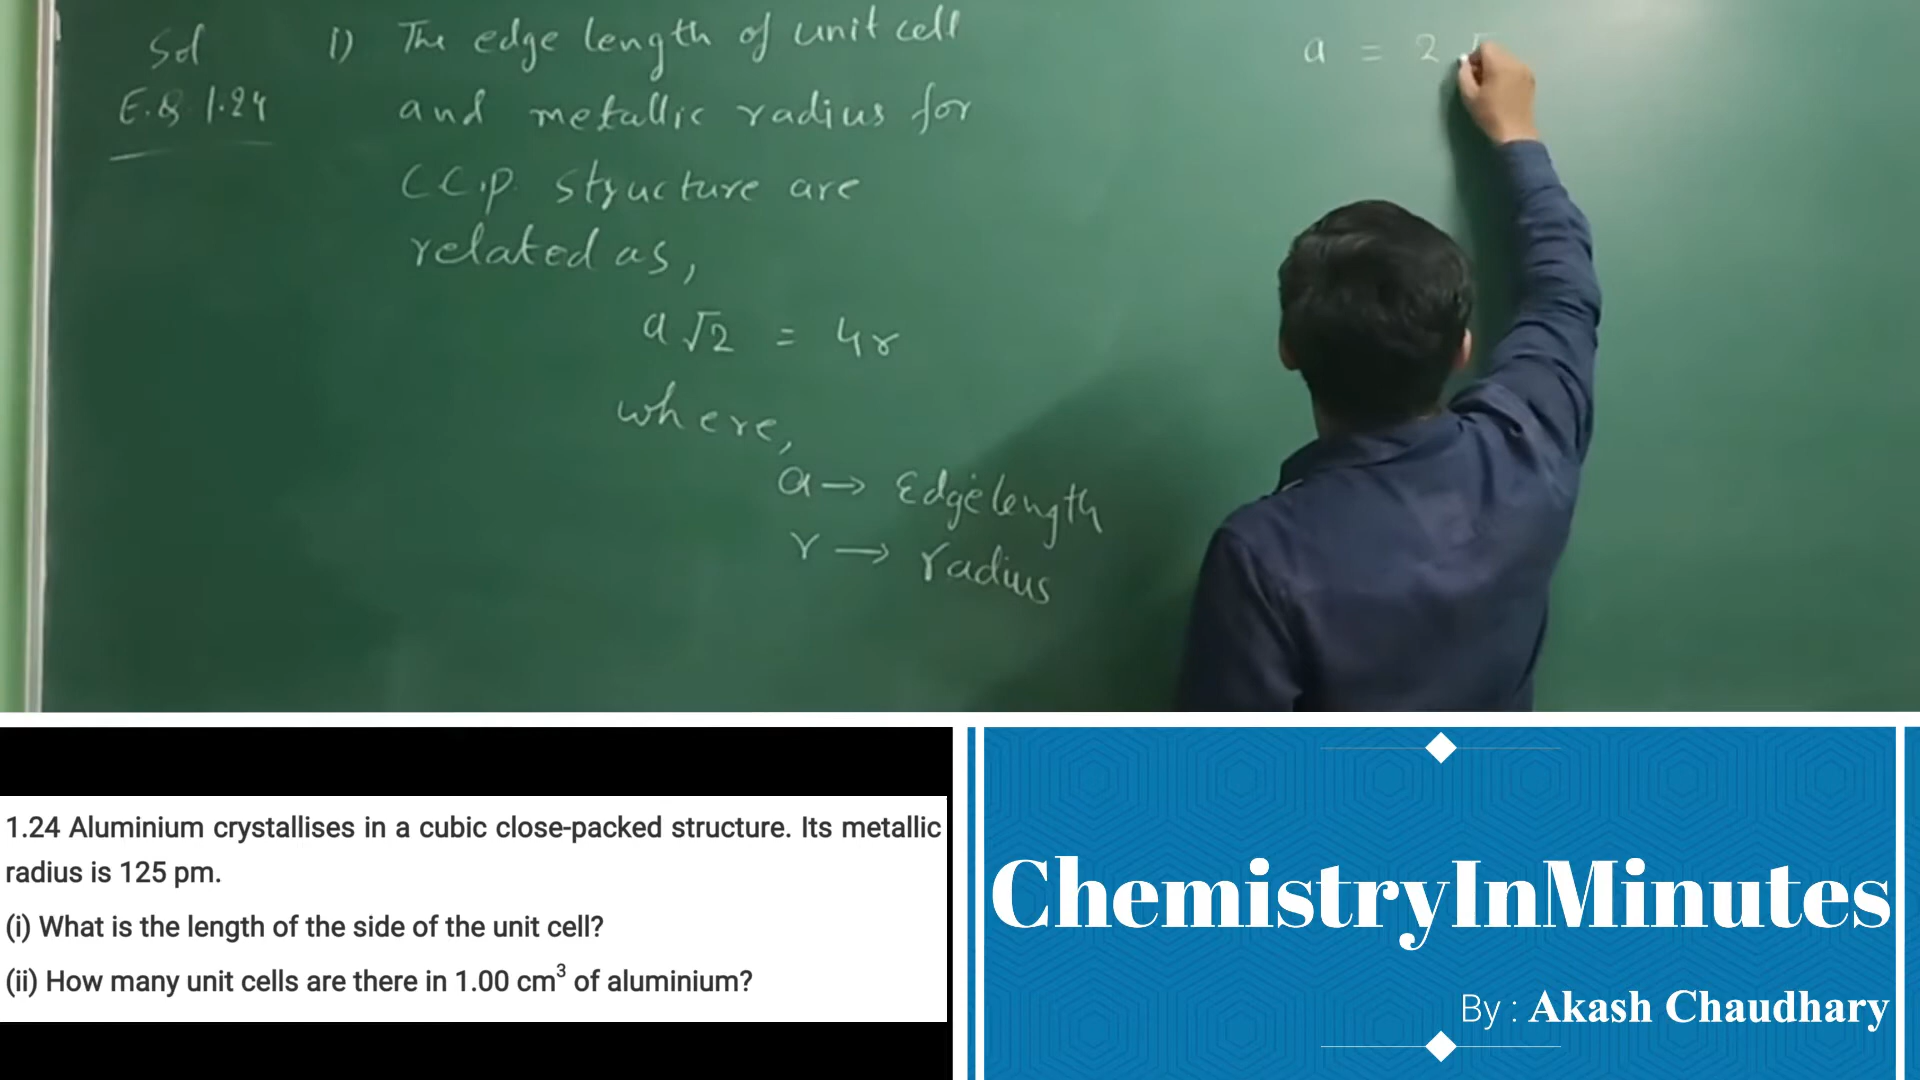 Sol
E.Q 1.24
1) The edge length of unit cell
and metallic radius for
CCP structure are
related as,
a√2 = 4r
where,
a → Edge length
r → radius
a = 2√
1.24 Aluminium crystallises in a cubic close-packed structure. Its metallic
radius is 125 pm.
(i) What is the length of the side of the unit cell?
(ii) How many unit cells are there in 1.00 cm³ of aluminium?
ChemistryInMinutes
By : Akash Chaudhary